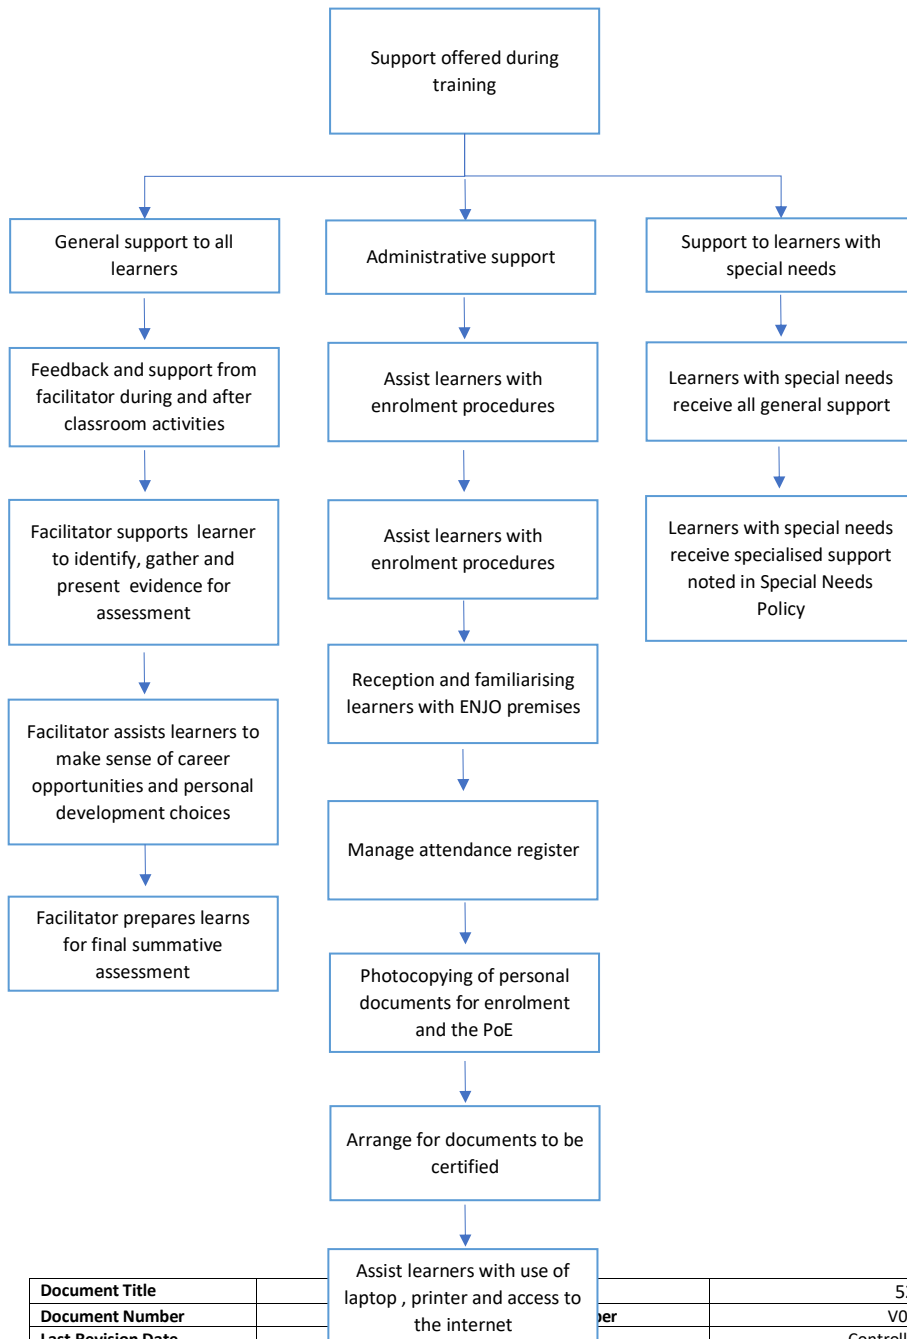 Support offered during
training
General support to all
learners
Administrative support
Support to learners with
special needs
Feedback and support from
facilitator during and after
classroom activities
Assist learners with
enrolment procedures
Learners with special needs
receive all general support
Facilitator supports learner
to identify, gather and
present evidence for
assessment
Assist learners with
enrolment procedures
Learners with special needs
receive specialised support
noted in Special Needs
Policy
Reception and familiarising
learners with ENJO premises
Facilitator assists learners to
make sense of career
opportunities and personal
development choices
Manage attendance register
Facilitator prepares learns
for final summative
assessment
Photocopying of personal
documents for enrolment
and the PoE
Arrange for documents to be
certified
Assist learners with use of
laptop , printer and access to
the internet
Document Title
Document Number
Last Revision Date